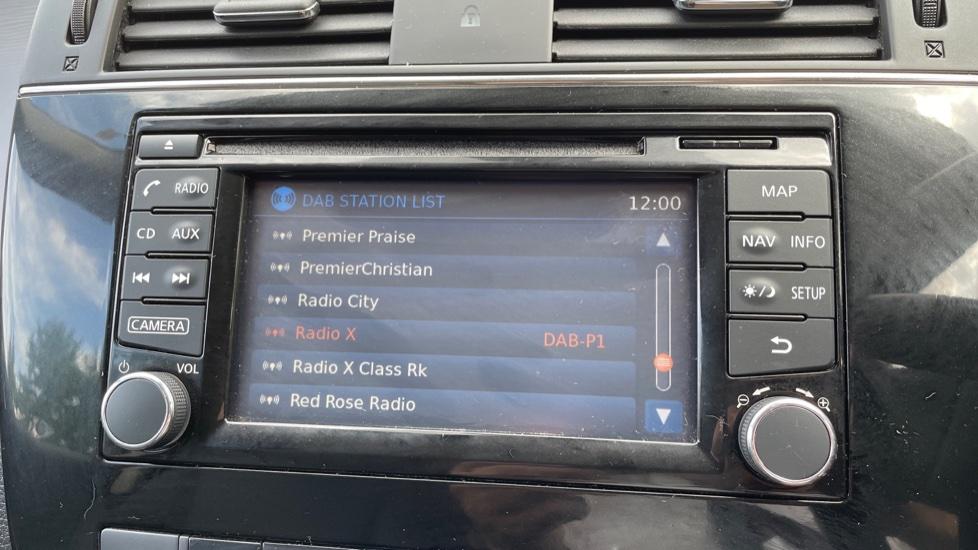 RADIO
CD AUX
CAMERA
VOL
DAB STATION LIST 12:00
Premier Praise
PremierChristian
Radio City
Radio X DAB-P1
Radio X Class Rk
Red Rose Radio
MAP
NAV INFO
SETUP